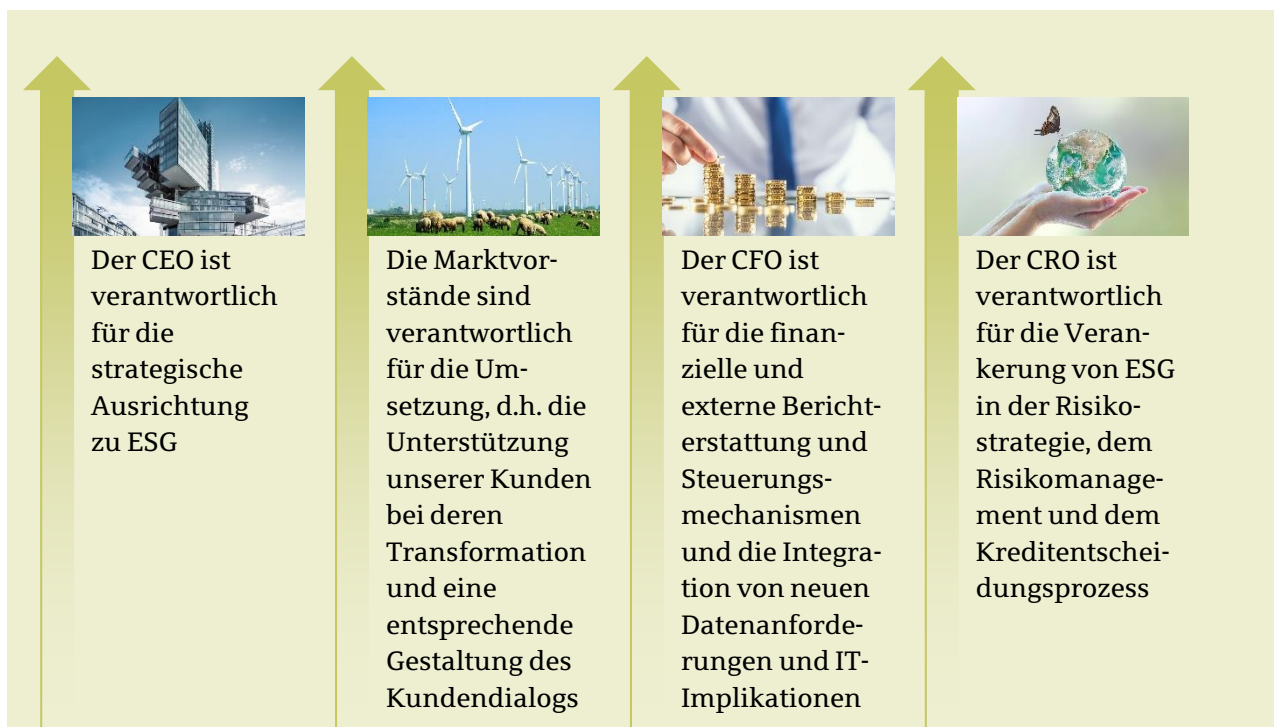 Der CEO ist
verantwortlich
für die
strategische
Ausrichtung
zu ESG
Die Marktvor-
stände sind
verantwortlich
für die Um-
setzung, d.h. die
Unterstützung
unserer Kunden
bei deren
Transformation
und eine
entsprechende
Gestaltung des
Kundendialogs
Der CFO ist
verantwortlich
für die finan-
zielle und
externe Bericht-
erstattung und
Steuerungs-
mechanismen
und die Integra-
tion von neuen
Datenanforde-
rungen und IT-
Implikationen
Der CRO ist
verantwortlich
für die Veran-
kerung von ESG
in der Risiko-
strategie, dem
Risikomanage-
ment und dem
Kreditentschei-
dungsprozess